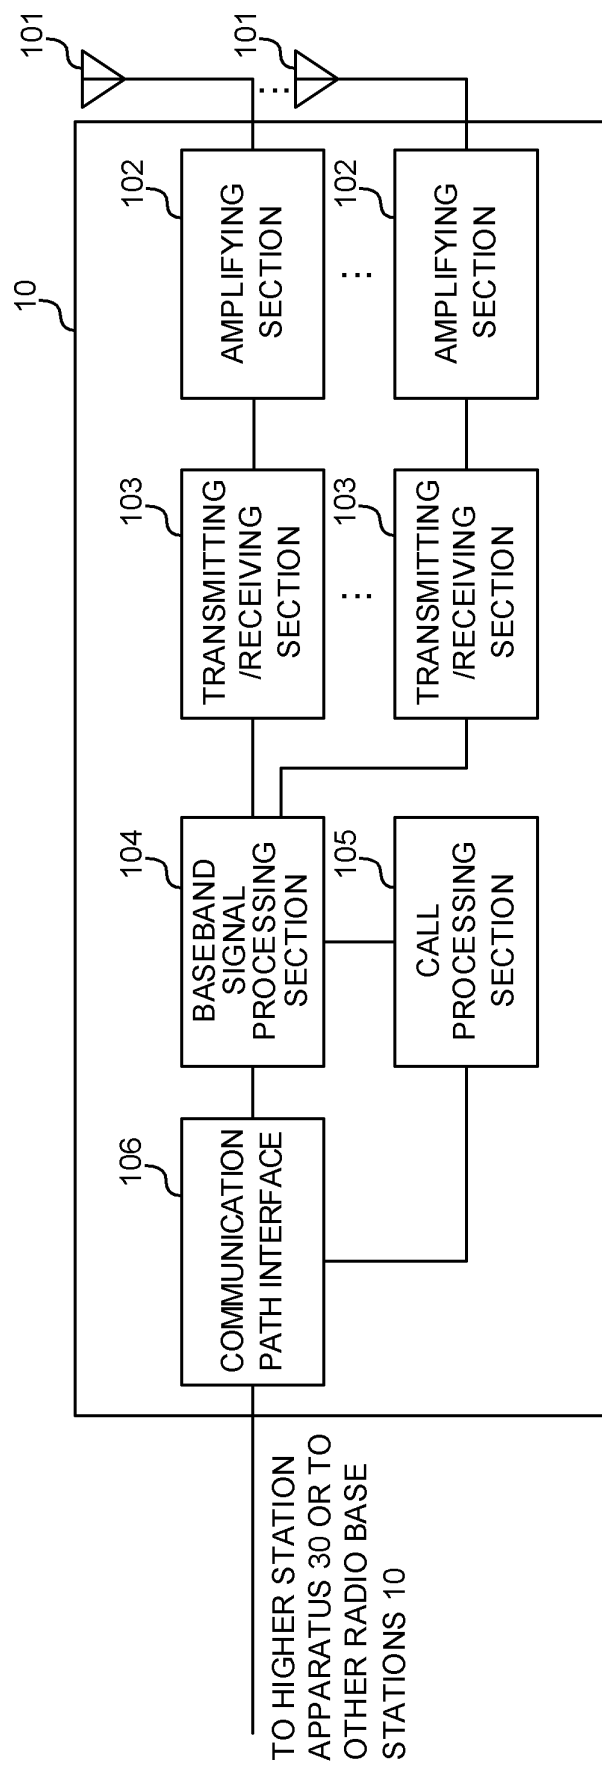 10
101
101
102
AMPLIFYING
SECTION
102
AMPLIFYING
SECTION
...
103
TRANSMITTING
/RECEIVING
SECTION
103
TRANSMITTING
/RECEIVING
SECTION
...
...
104
BASEBAND
SIGNAL
PROCESSING
SECTION
105
CALL
PROCESSING
SECTION
106
COMMUNICATION
PATH INTERFACE
TO HIGHER STATION
APPARATUS 30 OR TO
OTHER RADIO BASE
STATIONS 10